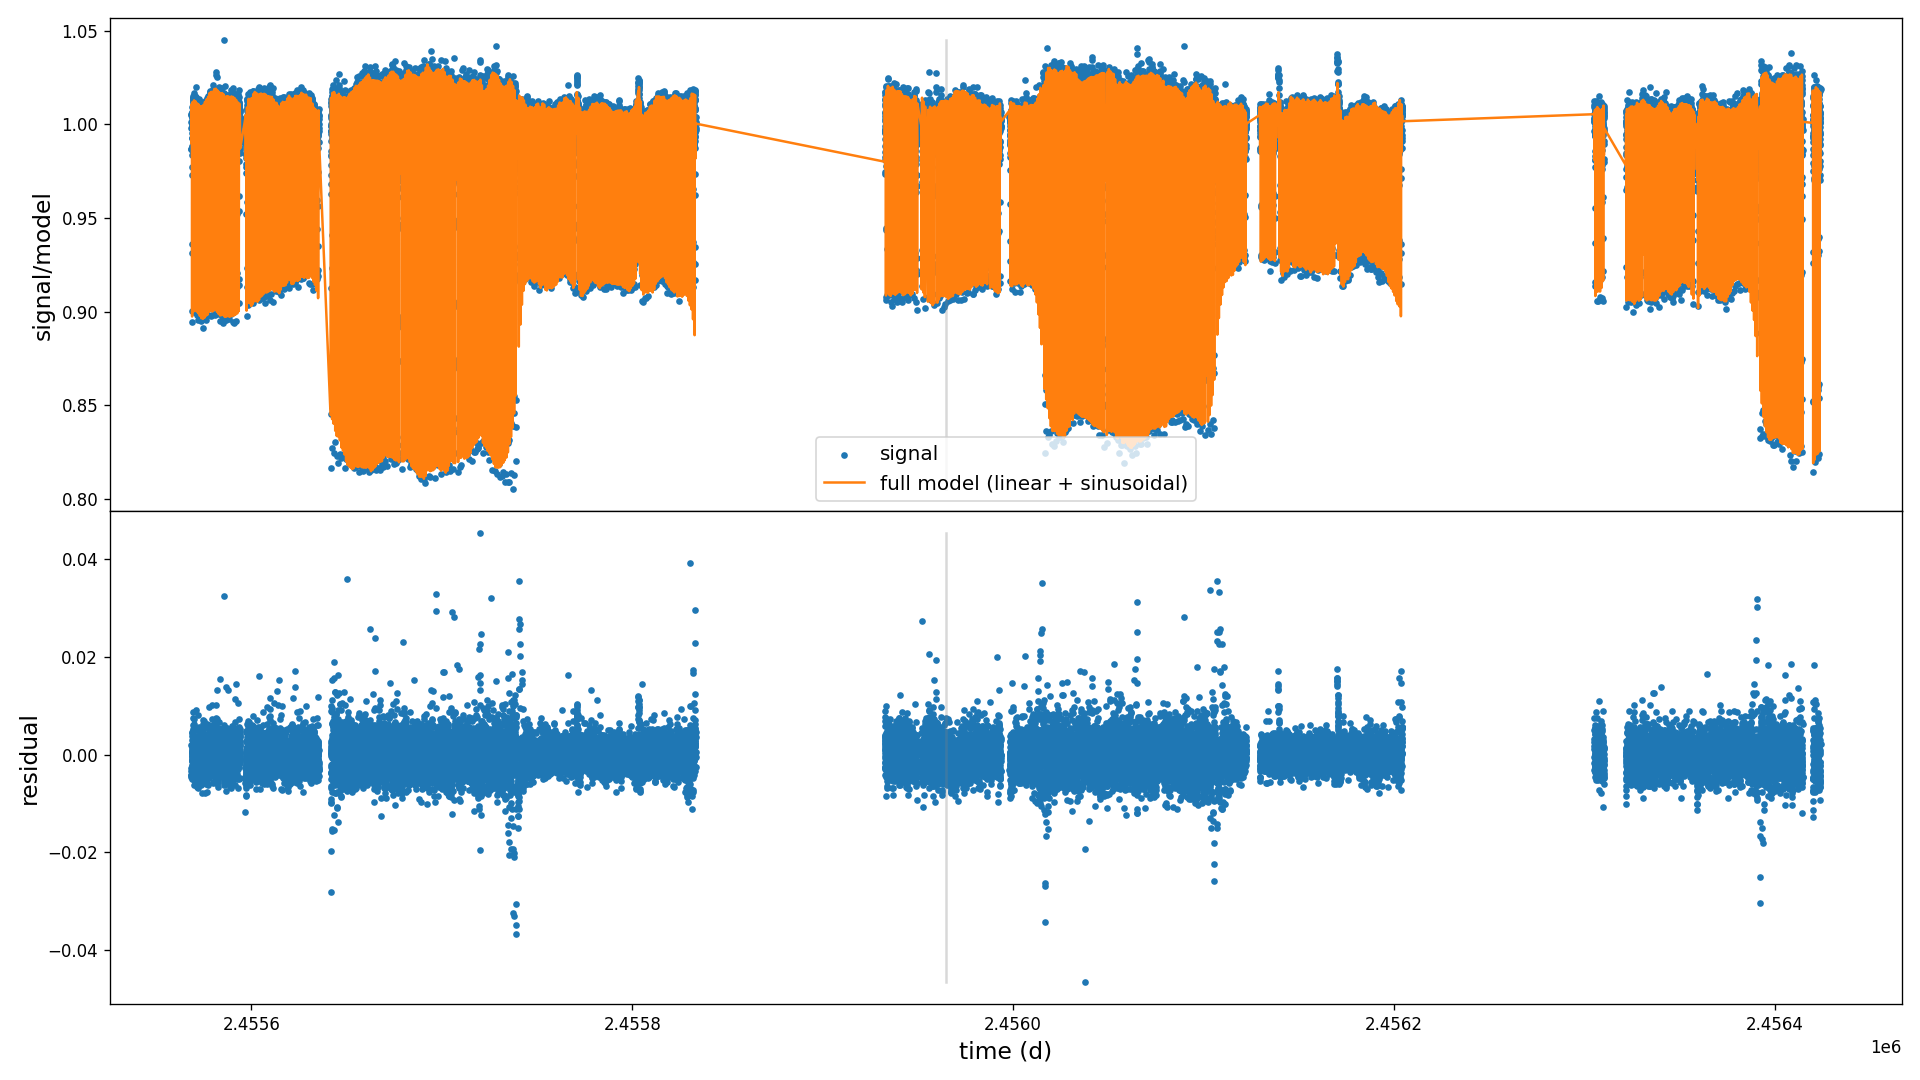 1.05
1.00
0.95
0.90
0.85
0.80
signal/model
signal
full model (linear + sinusoidal)
0.04
0.02
0.00
−0.02
−0.04
residual
2.4556
2.4558
2.4560
2.4562
2.4564
time (d)
1e6